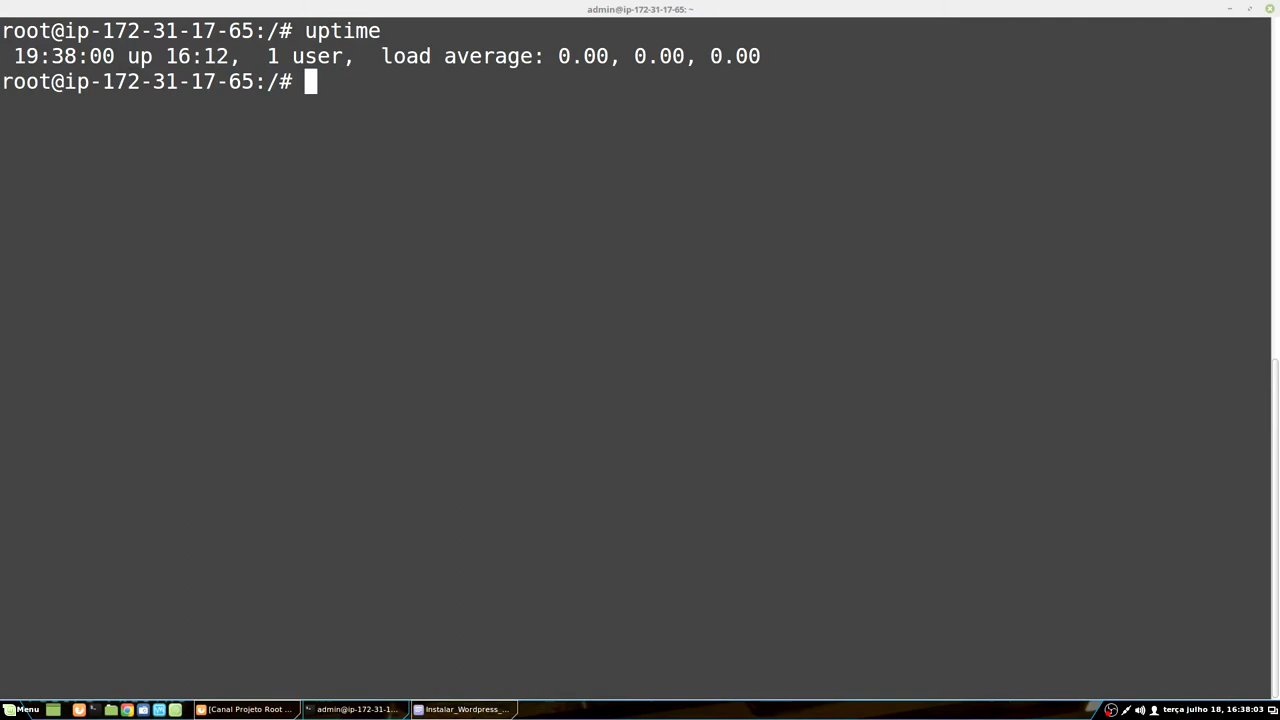 admin@ip-172-31-17-65: ~
root@ip-172-31-17-65:/# uptime
 19:38:00 up 16:12,  1 user,  load average: 0.00, 0.00, 0.00
root@ip-172-31-17-65:/#
Menu [Canal Projeto Root ... admin@ip-172-31-1... Instalar_Wordpress_... terça julho 18, 16:38:03